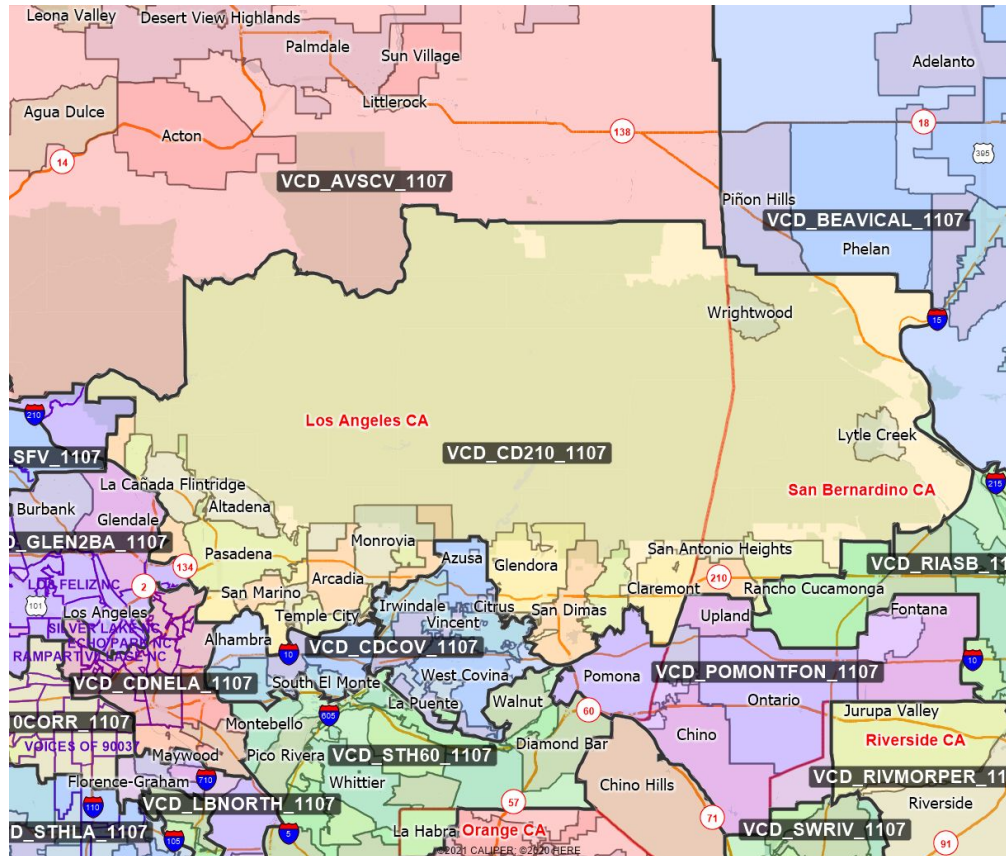 Leona Valley
Desert View Highlands
Palmdale
Sun Village
Adelanto
Littlerock
Agua Dulce
Acton
138
18
14
395
VCD_AVSCV_1107
Piñon Hills
VCD_BEAVICAL_1107
Phelan
Wrightwood
15
210
Los Angeles CA
VCD_CD210_1107
Lytle Creek
_SFV_1107
La Cañada Flintridge
San Bernardino CA
215
Burbank
Glendale
Altadena
D_GLEN2BA_1107
Monrovia
Pasadena
Azusa
Glendora
San Antonio Heights
VCD_RIASB_11
134
Arcadia
Claremont
210
2
LOS FELIZ NC
San Marino
Irwindale
Citrus
San Dimas
Rancho Cucamonga
101
Los Angeles
Temple City
Vincent
Upland
Fontana
SILVER LAKE NC
ECHO PARK NC
Alhambra
VCD_CDCOV_1107
RAMPART VILLAGE NC
10
West Covina
Pomona
VCD_POMONTFON_1107
10
VCD_CDNELA_1107
South El Monte
La Puente
Walnut
Ontario
0CORR_1107
Montebello
605
60
Jurupa Valley
VOICES OF 90037
Maywood
Pico Rivera
VCD_STH60_1107
Diamond Bar
Chino
Riverside CA
Florence-Graham
710
Whittier
Chino Hills
VCD_RIVMORPER_11
110
VCD_LBNORTH_1107
57
71
Riverside
D_STHLA_1107
105
5
La Habra
Orange CA
VCD_SWRIV_1107
91
©2021 CALIPER; ©2020 HERE